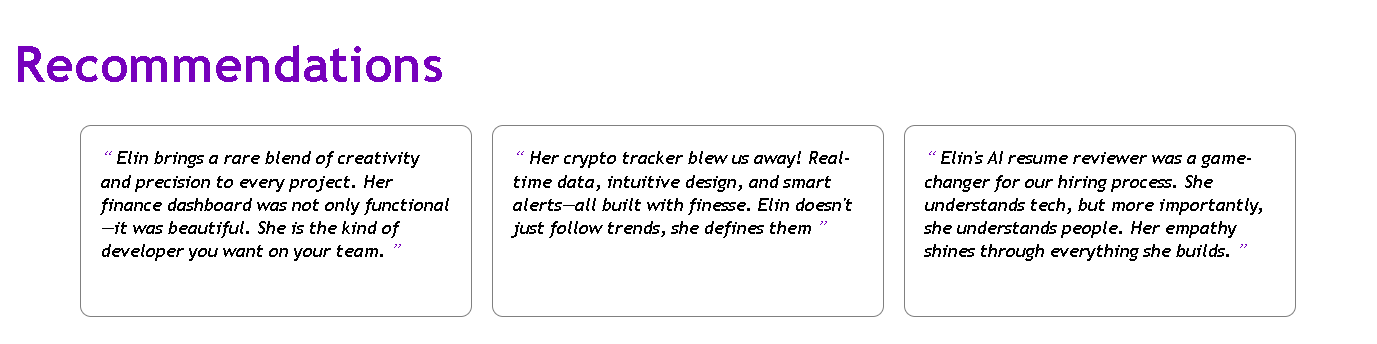 Recommendations
“ Elin brings a rare blend of creativity
and precision to every project. Her
finance dashboard was not only functional
—it was beautiful. She is the kind of
developer you want on your team. ”
“ Her crypto tracker blew us away! Real-
time data, intuitive design, and smart
alerts—all built with finesse. Elin doesn't
just follow trends, she defines them ”
“ Elin's AI resume reviewer was a game-
changer for our hiring process. She
understands tech, but more importantly,
she understands people. Her empathy
shines through everything she builds. ”